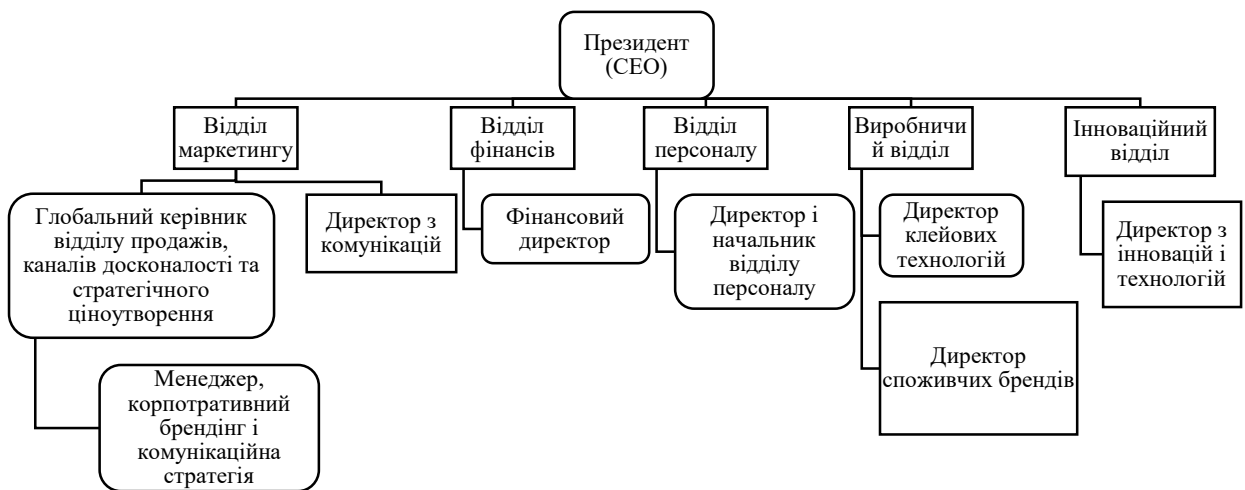 Президент
(CEO)
Відділ
маркетингу
Відділ
фінансів
Відділ
персоналу
Виробничи
й відділ
Інноваційний
відділ
Глобальний керівник
відділу продажів,
каналів досконалості та
стратегічного
ціноутворення
Директор
з комунікацій
Фінансовий
директор
Директор і
начальник
відділу
персоналу
Директор
клейових
технологій
Директор з
інновацій і
технологій
Менеджер,
корпотративний
брендінг і
комунікаційна
стратегія
Директор
споживчих брендів